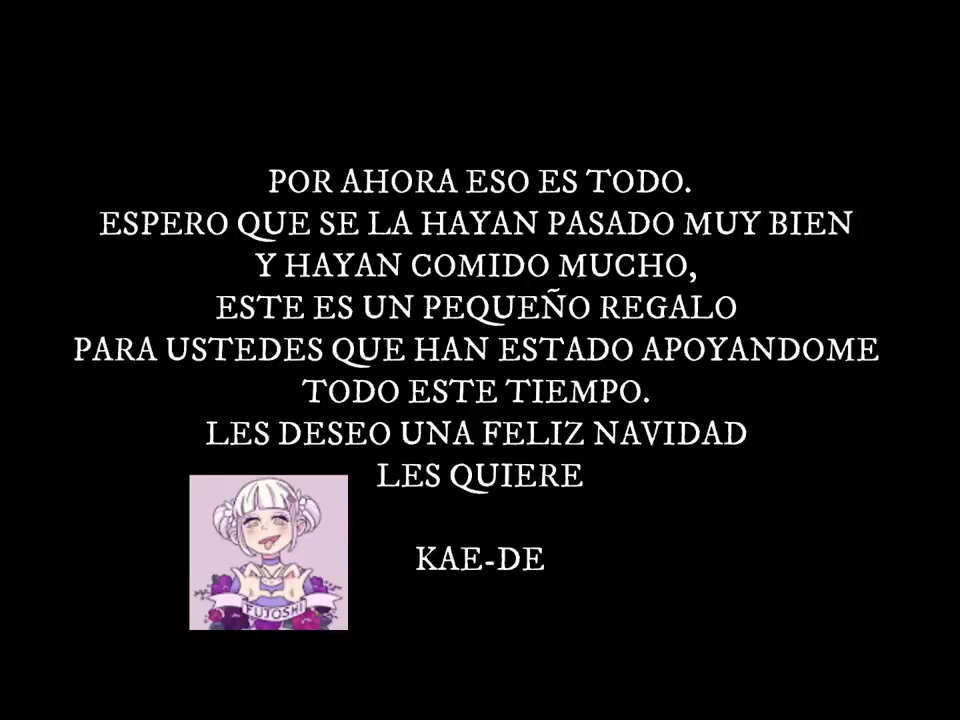 POR AHORA ESO ES TODO.
ESPERO QUE SE LA HAYAN PASADO MUY BIEN
Y HAYAN COMIDO MUCHO,
ESTE ES UN PEQUEÑO REGALO
PARA USTEDES QUE HAN ESTADO APOYANDOME
TODO ESTE TIEMPO.
LES DESEO UNA FELIZ NAVIDAD
LES QUIERE
KAE-DE
FUJOSHI